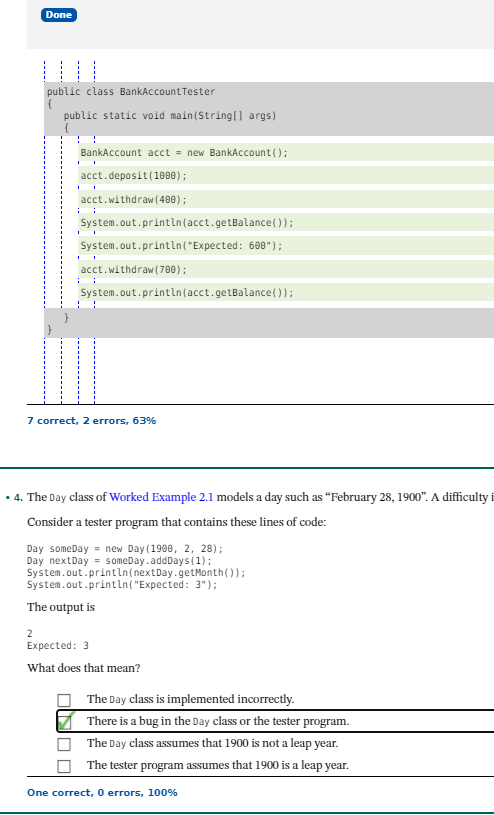 Done
public class BankAccountTester
{
public static void main(String[] args)
{
BankAccount acct = new BankAccount();
acct.deposit(1000);
acct.withdraw(400);
System.out.println(acct.getBalance());
System.out.println("Expected: 600");
acct.withdraw(700);
System.out.println(acct.getBalance());
}
}
7 correct, 2 errors, 63%
• 4. The Day class of Worked Example 2.1 models a day such as “February 28, 1900”. A difficulty i
Consider a tester program that contains these lines of code:
Day someDay = new Day(1900, 2, 28);
Day nextDay = someDay.addDays(1);
System.out.println(nextDay.getMonth());
System.out.println("Expected: 3");
The output is
2
Expected: 3
What does that mean?
The Day class is implemented incorrectly.
There is a bug in the Day class or the tester program.
The Day class assumes that 1900 is not a leap year.
The tester program assumes that 1900 is a leap year.
One correct, 0 errors, 100%